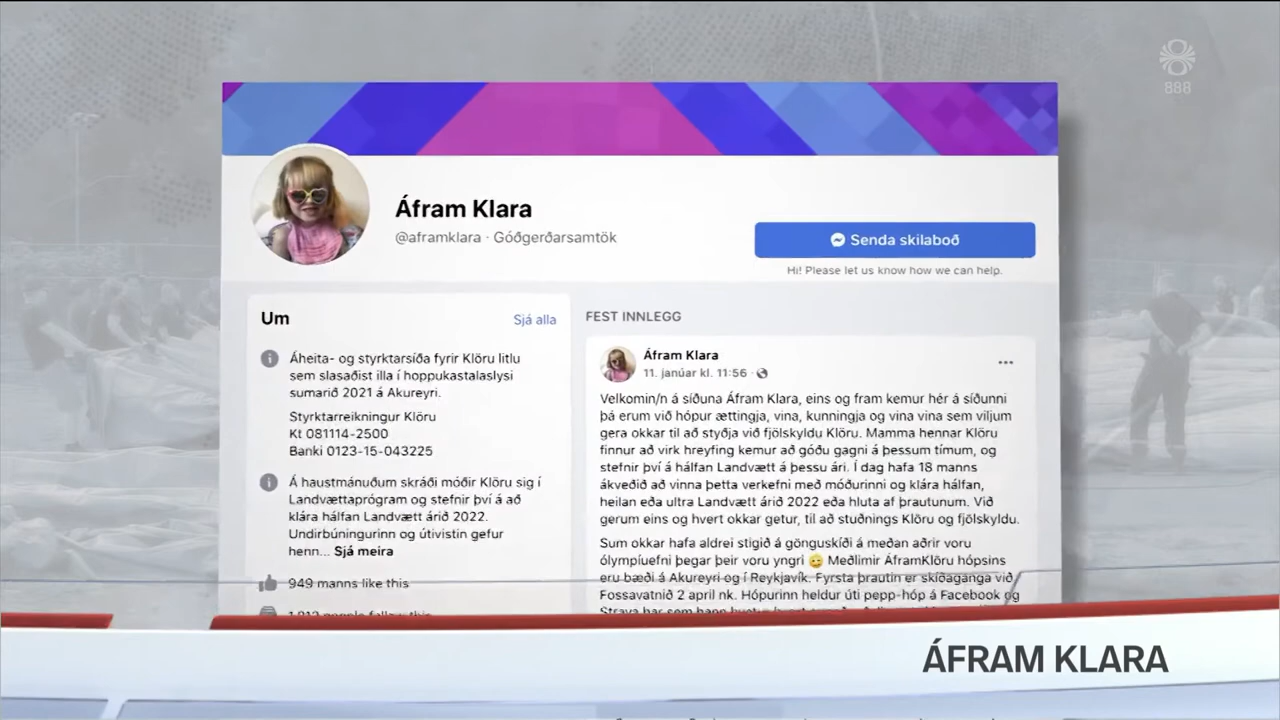 888
Áfram Klara
@aframklara · Góðgerðarsamtök
Senda skilaboð
Hi! Please let us know how we can help.
Um
Sjá alla
Áheita- og styrktarsíða fyrir Klöru litlu
sem slasaðist illa í hoppukastalaslysi
sumarið 2021 á Akureyri.
Styrktarreikningur Klöru
Kt 081114-2500
Banki 0123-15-043225
Á haustmánuðum skráði móðir Klöru sig í
Landvættaprógram og stefnir því á að
klára hálfan Landvætt árið 2022.
Undirbúningurinn og útivistin gefur
henn... Sjá meira
949 manns like this
people follow this
FEST INNLEGG
Áfram Klara
11. janúar kl. 11:56 ·
Velkomin/n á síðuna Áfram Klara, eins og fram kemur hér á síðunni
þá erum við hópur ættingja, vina, kunningja og vina vina sem viljum
gera okkar til að styðja við fjölskyldu Klöru. Mamma hennar Klöru
finnur að virk hreyfing kemur að góðu gagni á þessum tímum, og
stefnir því á hálfan Landvætt á þessu ári. Í dag hafa 18 manns
ákveðið að vinna þetta verkefni með móðurinni og klára hálfan,
heilan eða ultra Landvætt árið 2022 eða hluta af þrautunum. Við
gerum eins og hvert okkar getur, til að stuðnings Klöru og fjölskyldu.
Sum okkar hafa aldrei stigið á gönguskíði á meðan aðrir voru
ólympíuefni þegar þeir voru yngri 😉 Meðlimir ÁframKlöru hópsins
eru bæði á Akureyri og í Reykjavík. Fyrsta þrautin er skíðaganga við
Fossavatnið 2 apríl nk. Hópurinn heldur úti pepp-hóp á Facebook og
Strava þar sem hann
ÁFRAM KLARA